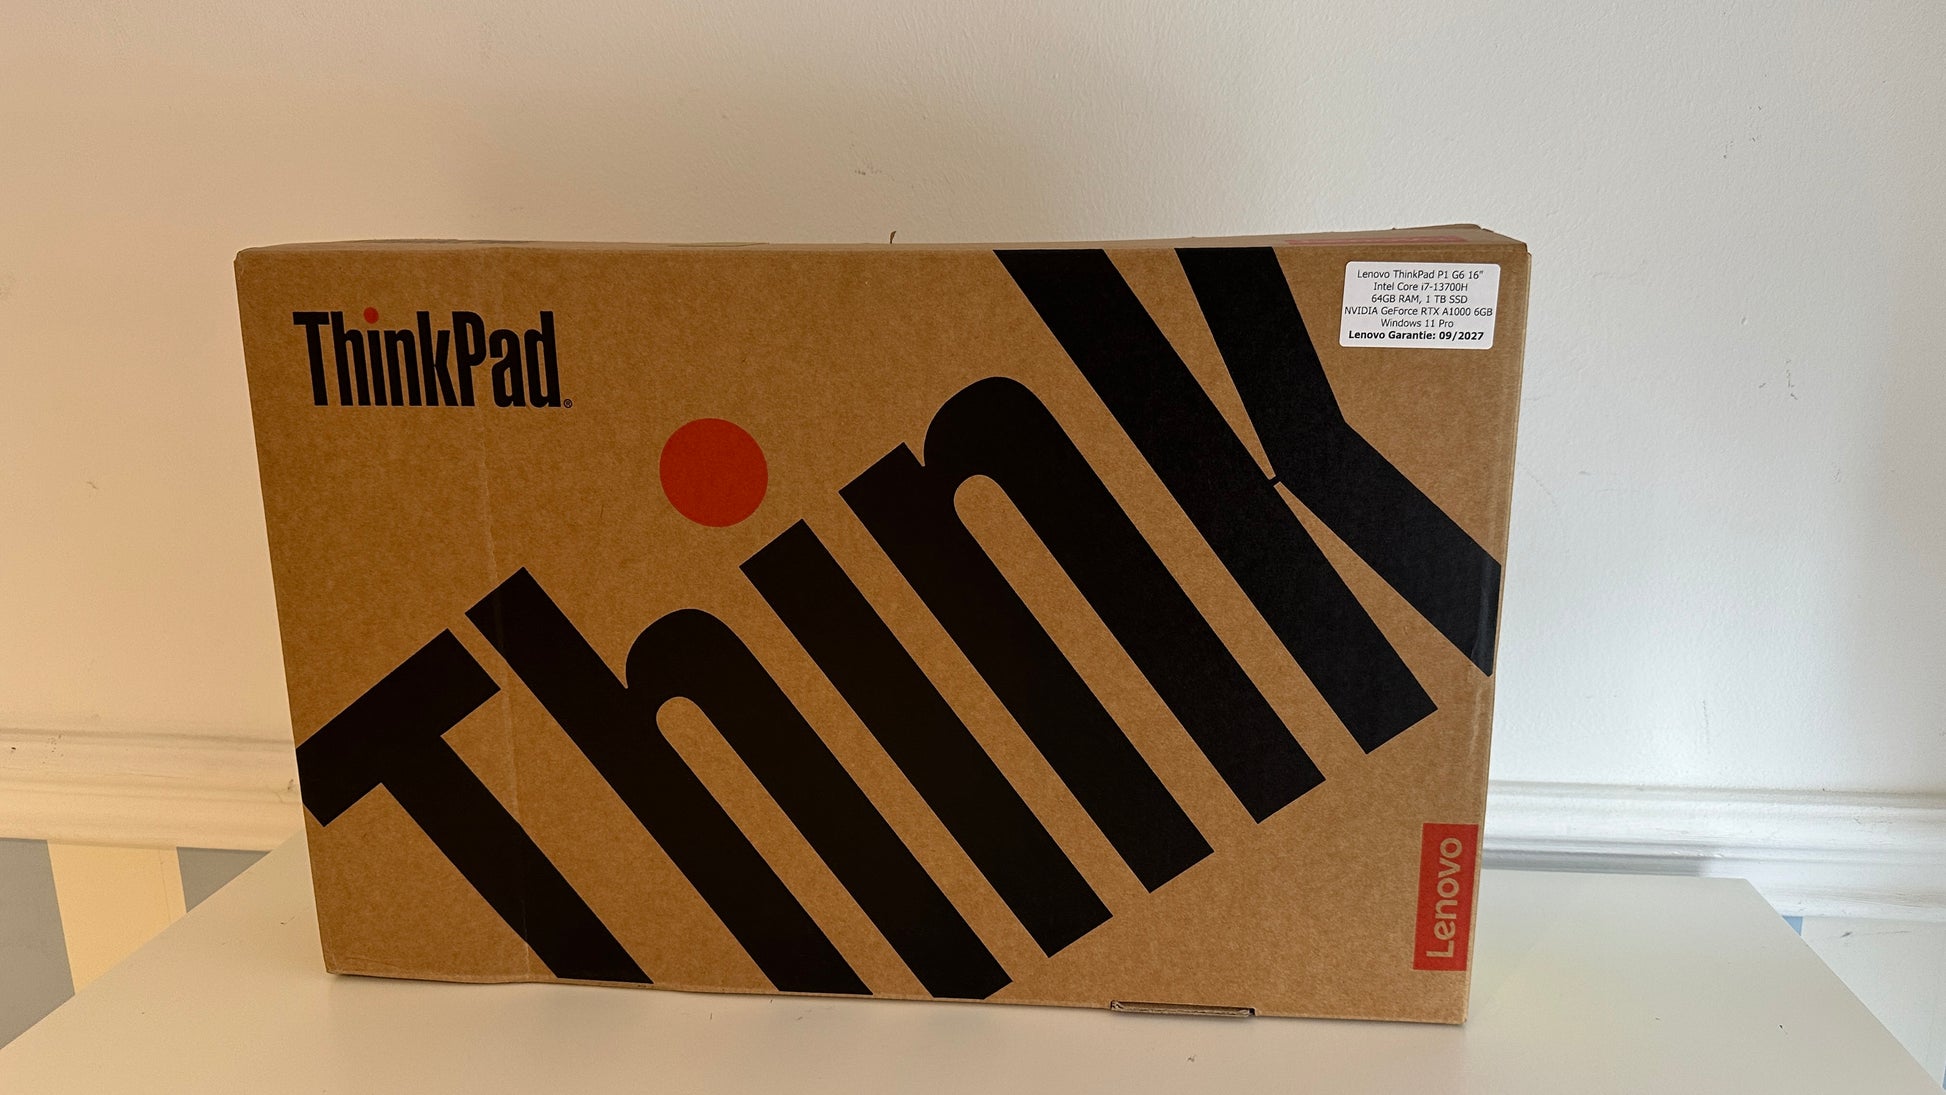 ThinkPad®
Think
Lenovo ThinkPad P1 G6 16"
Intel Core i7-13700H
64GB RAM, 1 TB SSD
NVIDIA GeForce RTX A1000 6GB
Windows 11 Pro
Lenovo Garantie: 09/2027
Lenovo